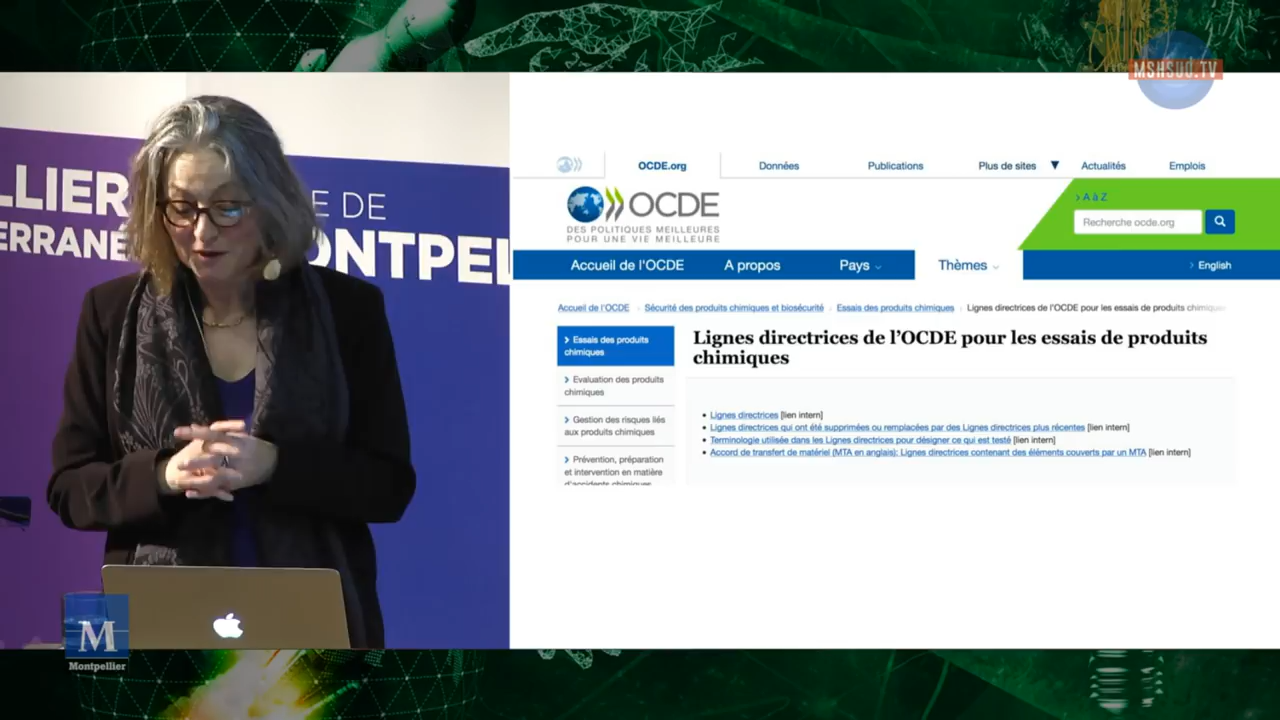 MSHSUD.TV
LLIER
ERRANÉ
E DE
ONTPEL
M
Montpellier
OCDE.org
Données
Publications
Plus de sites ▼
Actualités
Emplois
OCDE
DES POLITIQUES MEILLEURES
POUR UNE VIE MEILLEURE
› A à Z
Recherche ocde.org
Accueil de l'OCDE
A propos
Pays
Thèmes
› English
Accueil de l'OCDE › Sécurité des produits chimiques et biosécurité › Essais des produits chimiques › Lignes directrices de l'OCDE pour les essais de produits chimiques
› Essais des produits
chimiques
› Evaluation des produits
chimiques
› Gestion des risques liés
aux produits chimiques
› Prévention, préparation
et intervention en matière
d'accidents chimiques
Lignes directrices de l’OCDE pour les essais de produits
chimiques
• Lignes directrices [lien intern]
• Lignes directrices qui ont été supprimées ou remplacées par des Lignes directrices plus récentes [lien intern]
• Terminologie utilisée dans les Lignes directrices pour désigner ce qui est testé [lien intern]
• Accord de transfert de matériel (MTA en anglais): Lignes directrices contenant des éléments couverts par un MTA [lien intern]